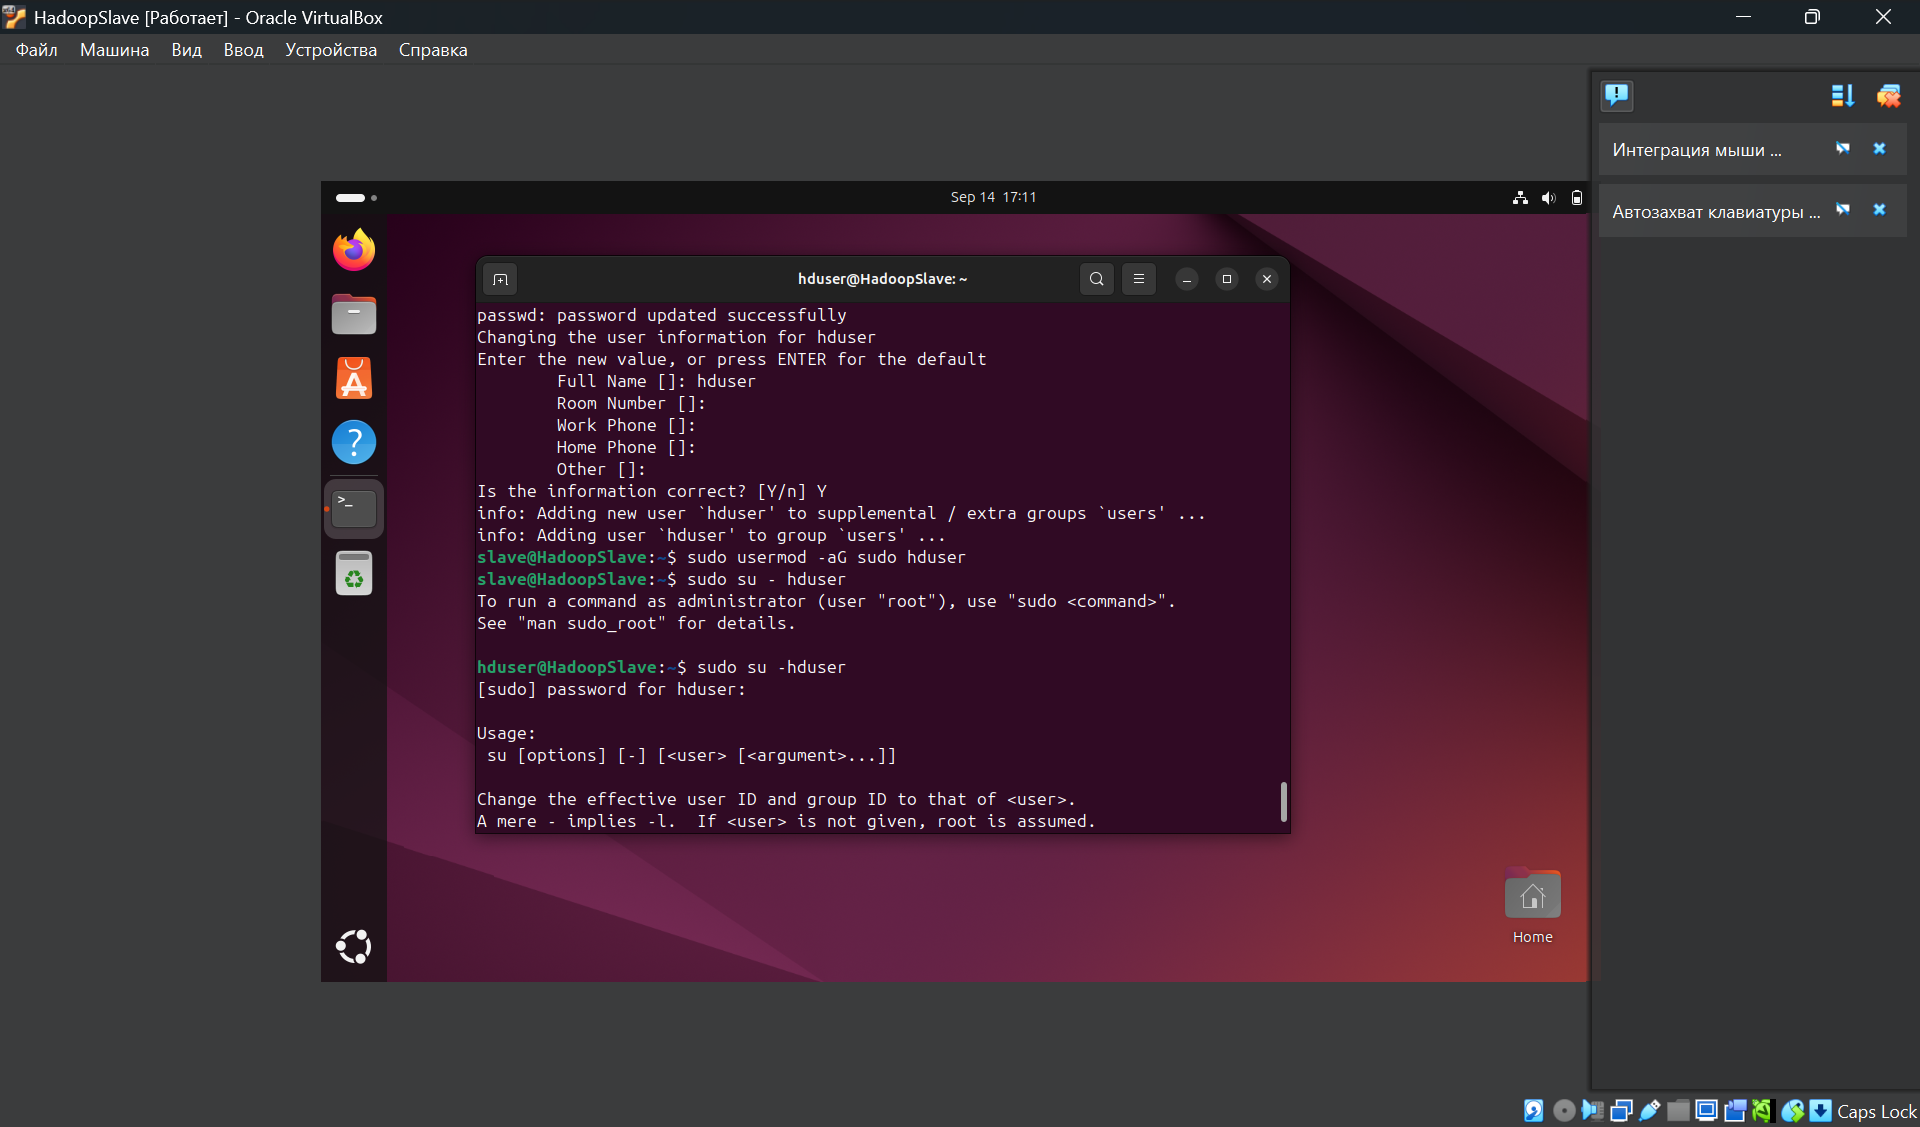 HadoopSlave [Работает] - Oracle VirtualBox
Файл Машина Вид Ввод Устройства Справка
Интеграция мыши ...
Автозахват клавиатуры ...
Sep 14 17:11
hduser@HadoopSlave: ~
passwd: password updated successfully
Changing the user information for hduser
Enter the new value, or press ENTER for the default
Full Name []: hduser
Room Number []:
Work Phone []:
Home Phone []:
Other []:
Is the information correct? [Y/n] Y
info: Adding new user `hduser' to supplemental / extra groups `users' ...
info: Adding user `hduser' to group `users' ...
slave@HadoopSlave:~$ sudo usermod -aG sudo hduser
slave@HadoopSlave:~$ sudo su - hduser
To run a command as administrator (user "root"), use "sudo <command>".
See "man sudo_root" for details.
hduser@HadoopSlave:~$ sudo su -hduser
[sudo] password for hduser:
Usage:
su [options] [-] [<user> [<argument>...]]
Change the effective user ID and group ID to that of <user>.
A mere - implies -l.  If <user> is not given, root is assumed.
Home
Caps Lock